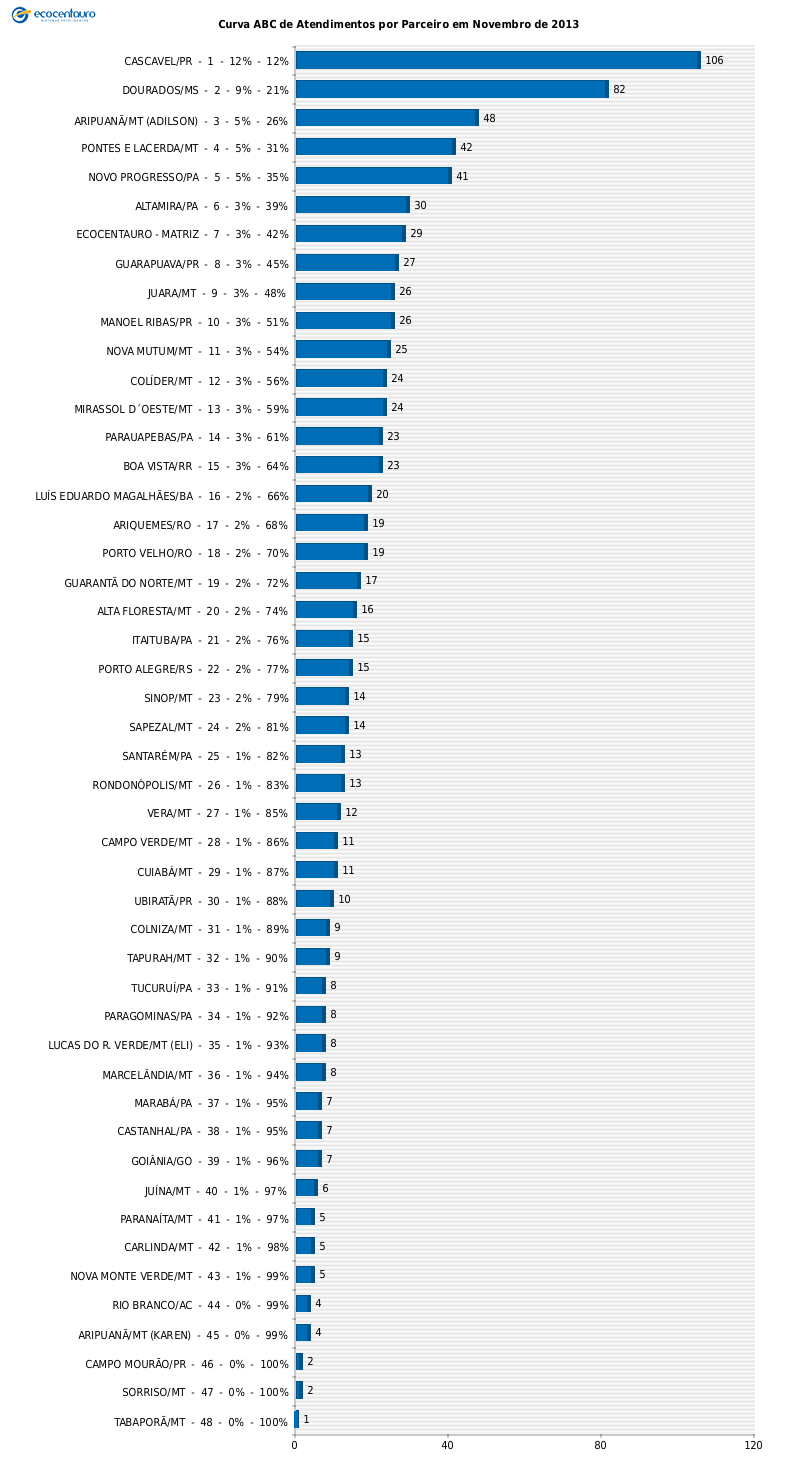 ecocentauro
Curva ABC de Atendimentos por Parceiro em Novembro de 2013
CASCAVEL/PR - 1 - 12% - 12% 106
DOURADOS/MS - 2 - 9% - 21% 82
ARIPUANÃ/MT (ADILSON) - 3 - 5% - 26% 48
PONTES E LACERDA/MT - 4 - 5% - 31% 42
NOVO PROGRESSO/PA - 5 - 5% - 35% 41
ALTAMIRA/PA - 6 - 3% - 39% 30
ECOCENTAURO - MATRIZ - 7 - 3% - 42% 29
GUARAPUAVA/PR - 8 - 3% - 45% 27
JUARA/MT - 9 - 3% - 48% 26
MANOEL RIBAS/PR - 10 - 3% - 51% 26
NOVA MUTUM/MT - 11 - 3% - 54% 25
COLÍDER/MT - 12 - 3% - 56% 24
MIRASSOL D´OESTE/MT - 13 - 3% - 59% 24
PARAUAPEBAS/PA - 14 - 3% - 61% 23
BOA VISTA/RR - 15 - 3% - 64% 23
LUÍS EDUARDO MAGALHÃES/BA - 16 - 2% - 66% 20
ARIQUEMES/RO - 17 - 2% - 68% 19
PORTO VELHO/RO - 18 - 2% - 70% 19
GUARANTÃ DO NORTE/MT - 19 - 2% - 72% 17
ALTA FLORESTA/MT - 20 - 2% - 74% 16
ITAITUBA/PA - 21 - 2% - 76% 15
PORTO ALEGRE/RS - 22 - 2% - 77% 15
SINOP/MT - 23 - 2% - 79% 14
SAPEZAL/MT - 24 - 2% - 81% 14
SANTARÉM/PA - 25 - 1% - 82% 13
RONDONÓPOLIS/MT - 26 - 1% - 83% 13
VERA/MT - 27 - 1% - 85% 12
CAMPO VERDE/MT - 28 - 1% - 86% 11
CUIABÁ/MT - 29 - 1% - 87% 11
UBIRATÃ/PR - 30 - 1% - 88% 10
COLNIZA/MT - 31 - 1% - 89% 9
TAPURAH/MT - 32 - 1% - 90% 9
TUCURUÍ/PA - 33 - 1% - 91% 8
PARAGOMINAS/PA - 34 - 1% - 92% 8
LUCAS DO R. VERDE/MT (ELI) - 35 - 1% - 93% 8
MARCELÂNDIA/MT - 36 - 1% - 94% 8
MARABÁ/PA - 37 - 1% - 95% 7
CASTANHAL/PA - 38 - 1% - 95% 7
GOIÂNIA/GO - 39 - 1% - 96% 7
JUÍNA/MT - 40 - 1% - 97% 6
PARANAÍTA/MT - 41 - 1% - 97% 5
CARLINDA/MT - 42 - 1% - 98% 5
NOVA MONTE VERDE/MT - 43 - 1% - 99% 5
RIO BRANCO/AC - 44 - 0% - 99% 4
ARIPUANÃ/MT (KAREN) - 45 - 0% - 99% 4
CAMPO MOURÃO/PR - 46 - 0% - 100% 2
SORRISO/MT - 47 - 0% - 100% 2
TABAPORÃ/MT - 48 - 0% - 100% 1
0 40 80 120